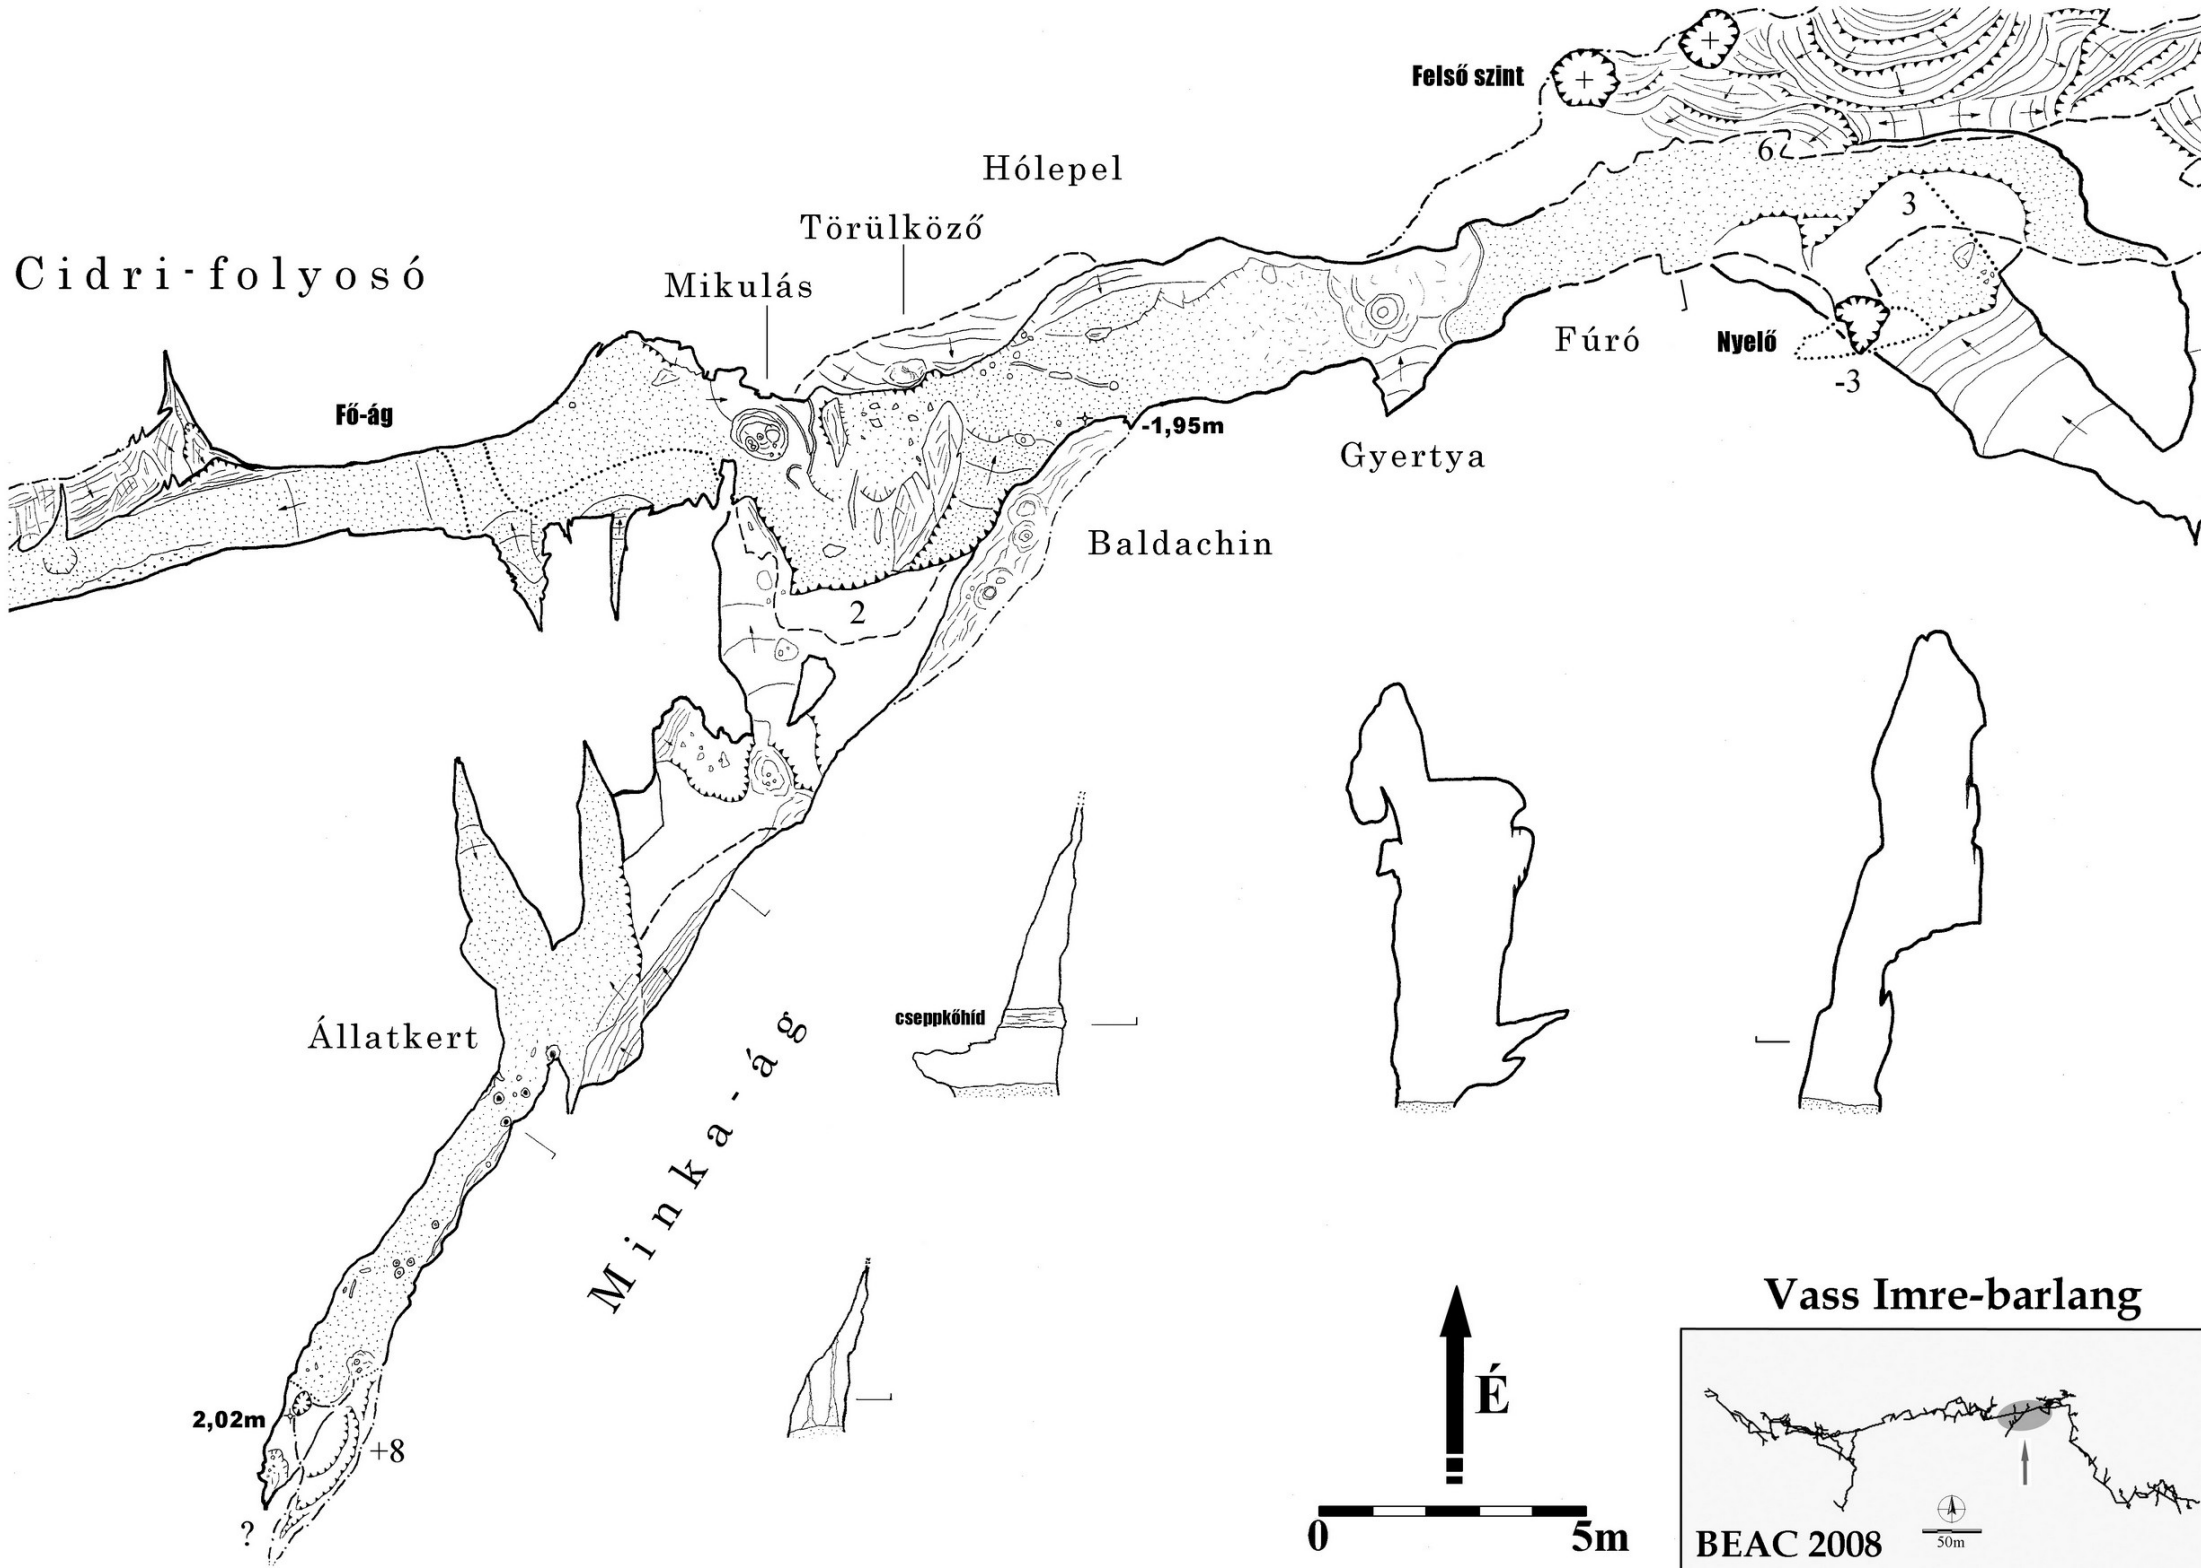 Felső szint
6
Hólepel
3
Törülköző
Cidri-folyosó
Mikulás
Fúró
Nyelő
-3
Fő-ág
-1,95m
Gyertya
Baldachin
2
cseppkőhíd
Állatkert
Minka-ág
Vass Imre-barlang
É
2,02m
+8
?
0
5m
BEAC 2008
50m